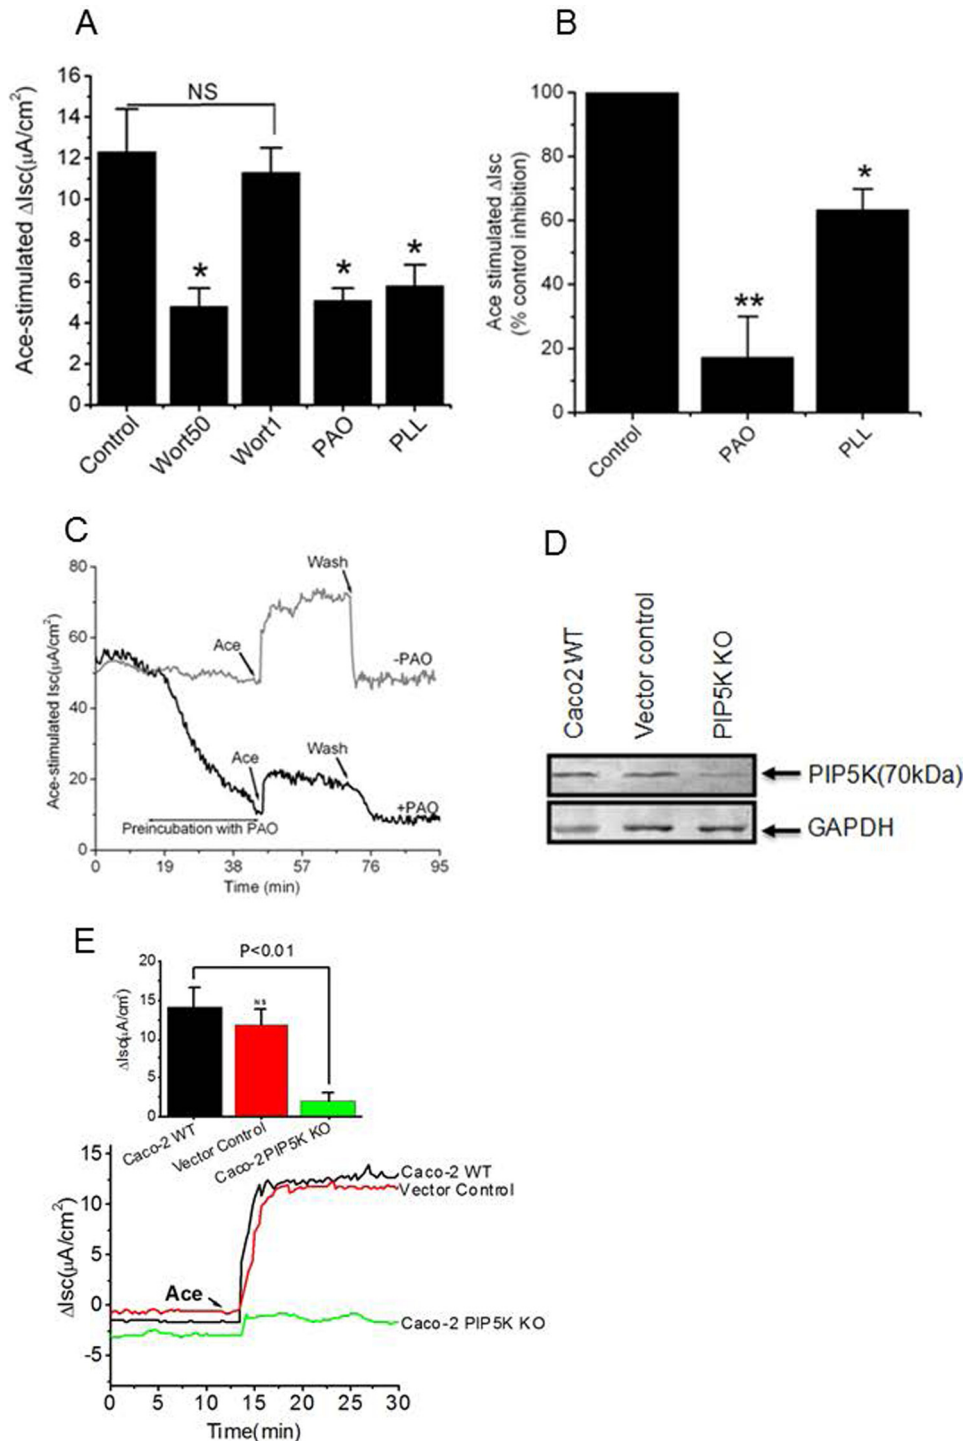 A
Ace-stimulated ΔIsc(µA/cm²)
16
14
12
10
8
6
4
2
0
NS
*
*
*
Control
Wort50
Wort1
PAO
PLL
B
Ace stimulated ΔIsc
(% control inhibition)
100
80
60
40
20
0
**
*
Control
PAO
PLL
C
Ace-stimulated Isc(µA/cm²)
80
60
40
20
0
Wash
Ace
-PAO
Ace
Wash
+PAO
Preincubation with PAO
0 19 38 57 76 95
Time (min)
D
Caco2 WT
Vector control
PIP5K KO
PIP5K(70kDa)
GAPDH
E
P<0.01
ΔIsc(µA/cm²)
20
15
10
5
0
NS
Caco-2 WT
Vector Control
Caco-2 PIP5K KO
ΔIsc(µA/cm²)
15
10
5
0
-5
Ace
Caco-2 WT
Vector Control
Caco-2 PIP5K KO
0 5 10 15 20 25 30
Time(min)